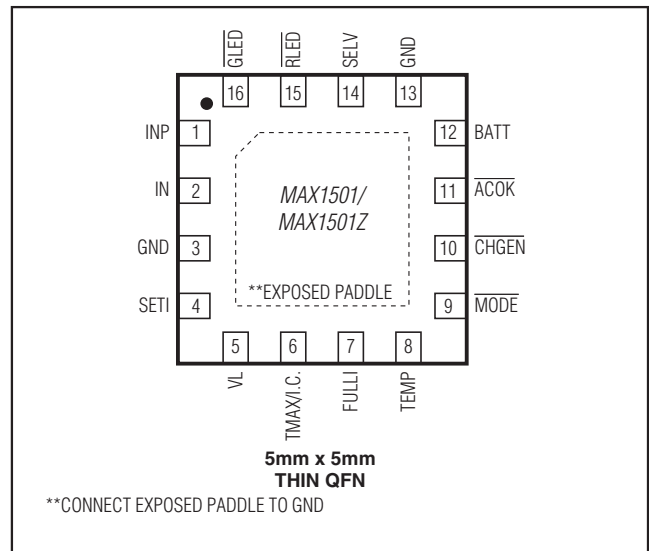 GLED RLED SELV GND
16 15 14 13
INP 1 12 BATT
IN 2 11 ACOK
GND 3 10 CHGEN
SETI 4 9 MODE
MAX1501/
MAX1501Z
**EXPOSED PADDLE
5 6 7 8
VL TMAX/I.C. FULLI TEMP
5mm x 5mm
THIN QFN
**CONNECT EXPOSED PADDLE TO GND